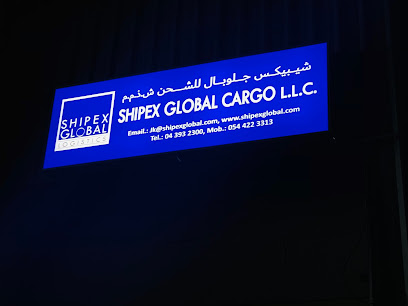 SHIPEX
GLOBAL
LOGISTICS
شيبيكس جلوبال للشحن ش.ذ.م.م
SHIPEX GLOBAL CARGO L.L.C.
Email.: jk@shipexglobal.com, www.shipexglobal.com
Tel.: 04 393 2300, Mob.: 054 422 3313